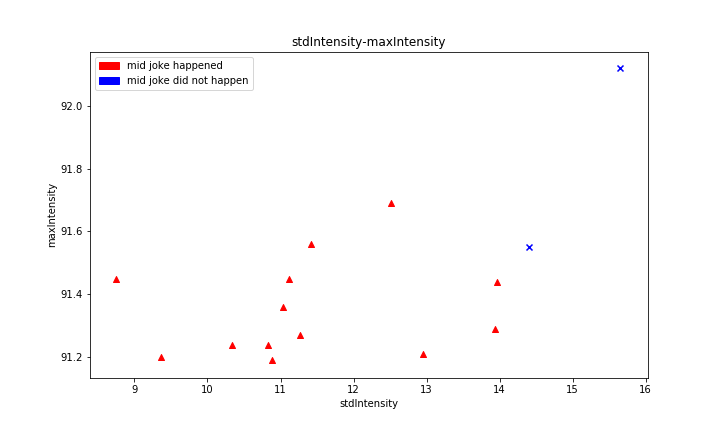 stdIntensity-maxIntensity
mid joke happened
mid joke did not happen
92.0
91.8
91.6
91.4
91.2
maxIntensity
9 10 11 12 13 14 15 16
stdIntensity